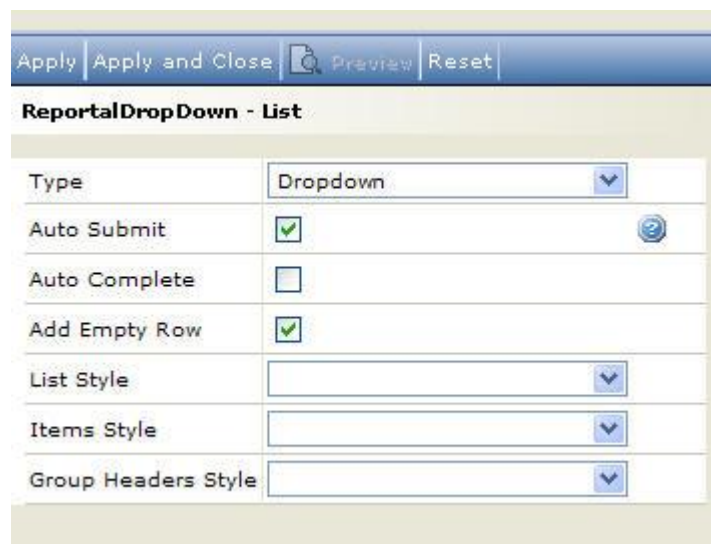 Apply Apply and Close Preview Reset
ReportalDropDown - List
Type Dropdown
Auto Submit
Auto Complete
Add Empty Row
List Style
Items Style
Group Headers Style